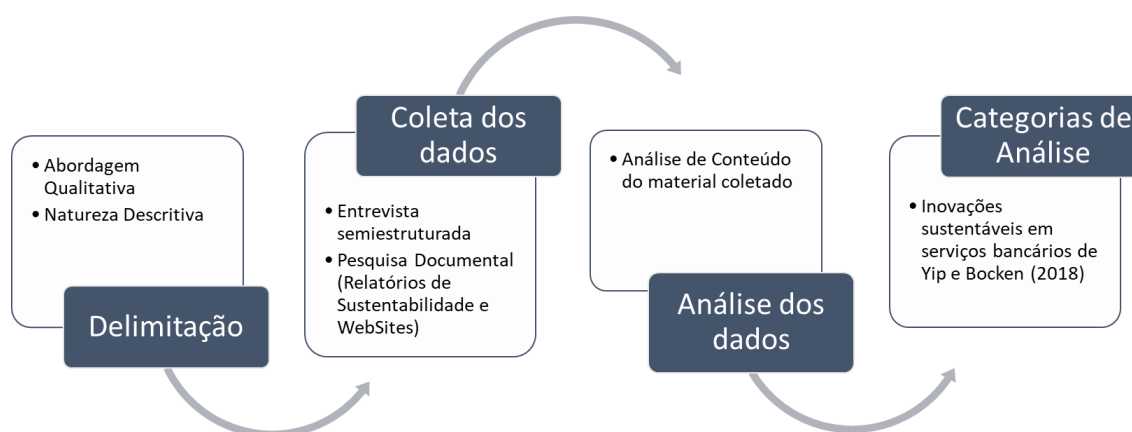 • Abordagem
Qualitativa
• Natureza Descritiva
Delimitação
Coleta dos
dados
• Entrevista
semiestruturada
• Pesquisa Documental
(Relatórios de
Sustentabilidade e
WebSites)
• Análise de Conteúdo
do material coletado
Análise dos
dados
Categorias de
Análise
• Inovações
sustentáveis em
serviços bancários de
Yip e Bocken (2018)